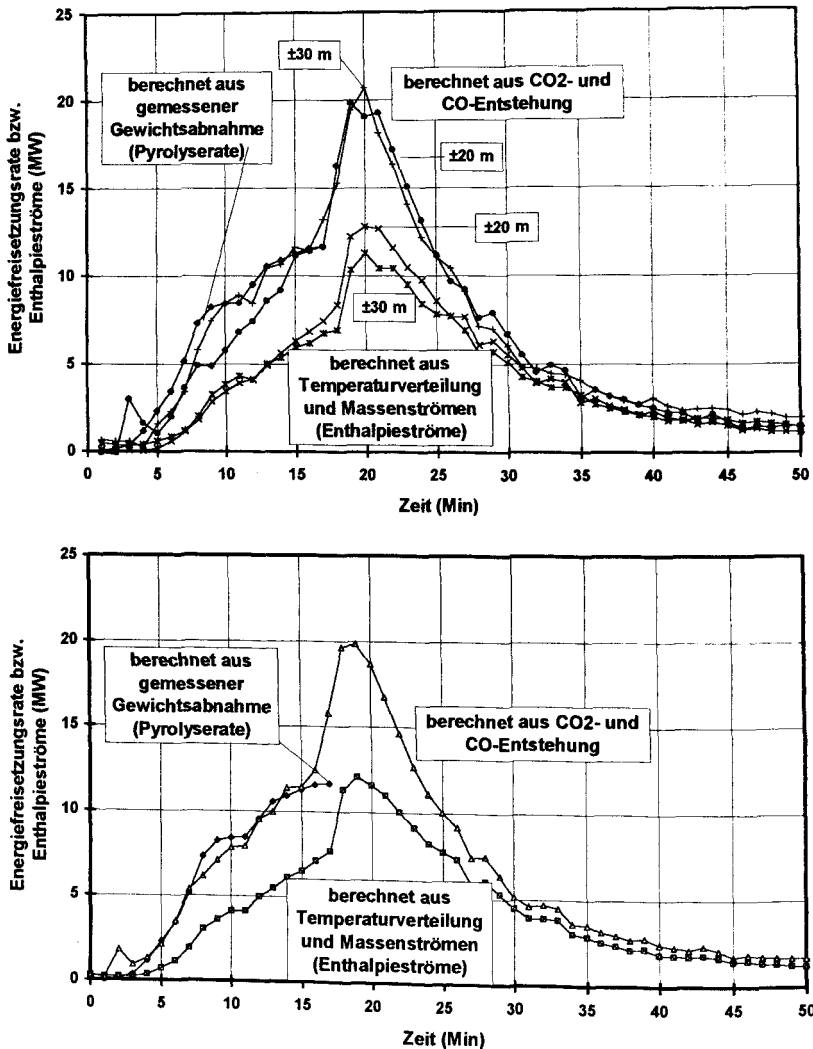 25
20
15
10
5
0
Energiefreisetzungsrate bzw.
Enthalpieströme (MW)
berechnet aus
gemessener
Gewichtsabnahme
(Pyrolyserate)
±30 m
berechnet aus CO2- und
CO-Entstehung
±20 m
±20 m
±30 m
berechnet aus
Temperaturverteilung
und Massenströmen
(Enthalpieströme)
0 5 10 15 20 25 30 35 40 45 50
Zeit (Min)
25
20
15
10
5
0
Energiefreisetzungsrate bzw.
Enthalpieströme (MW)
berechnet aus
gemessener
Gewichtsabnahme
(Pyrolyserate)
berechnet aus CO2- und
CO-Entstehung
berechnet aus
Temperaturverteilung
und Massenströmen
(Enthalpieströme)
0 5 10 15 20 25 30 35 40 45 50
Zeit (Min)